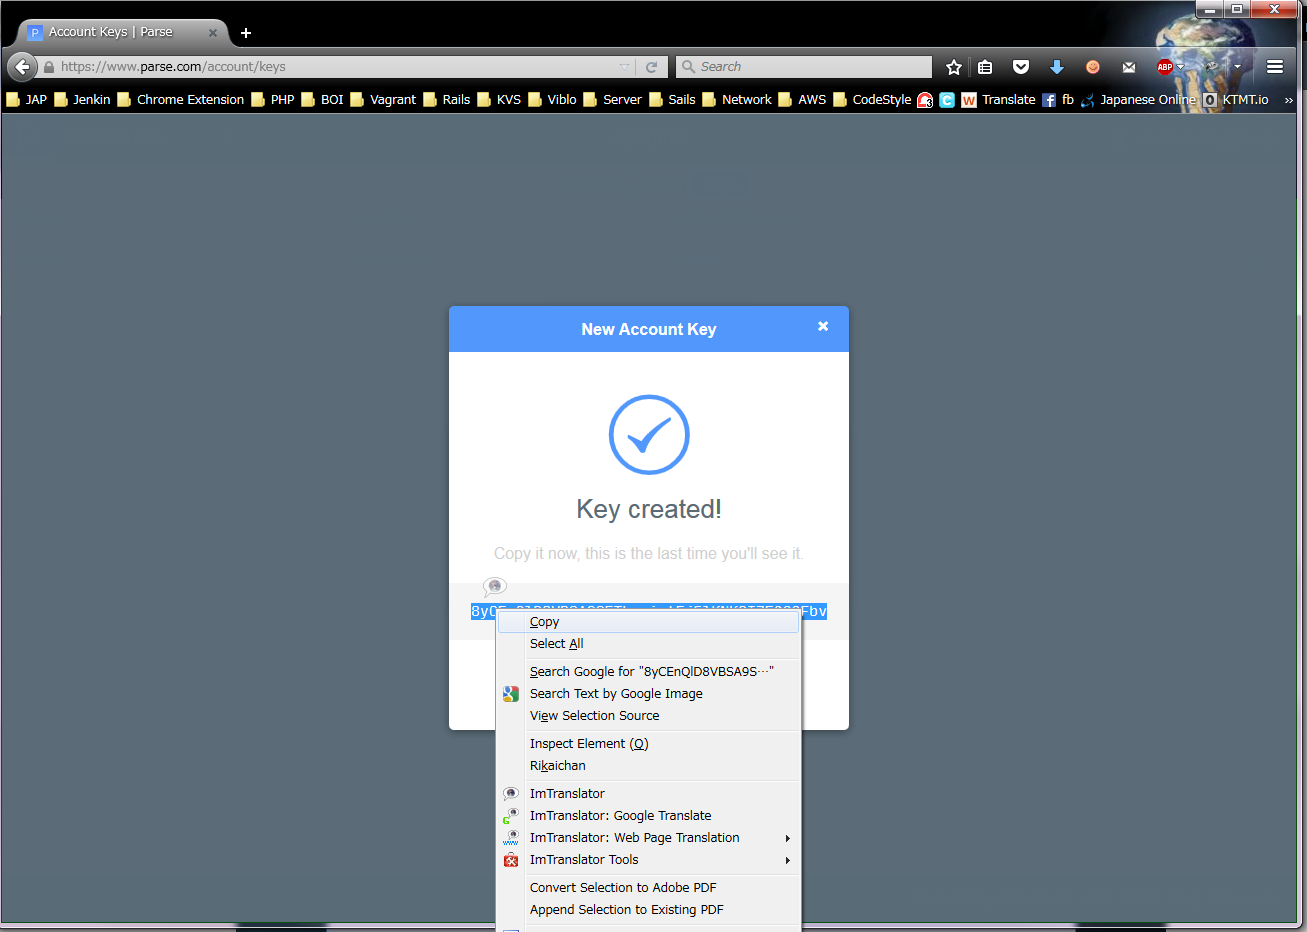 Account Keys | Parse
https://www.parse.com/account/keys
Search
ABP
JAP Jenkin Chrome Extension PHP BOI Vagrant Rails KVS Viblo Server Sails Network AWS CodeStyle Translate fb Japanese Online KTMT.io »
New Account Key
Key created!
Copy it now, this is the last time you'll see it.
Copy
Select All
Search Google for "8yCEnQlD8VBSA9S…"
Search Text by Google Image
View Selection Source
Inspect Element (Q)
Rikaichan
ImTranslator
ImTranslator: Google Translate
ImTranslator: Web Page Translation
ImTranslator Tools
Convert Selection to Adobe PDF
Append Selection to Existing PDF